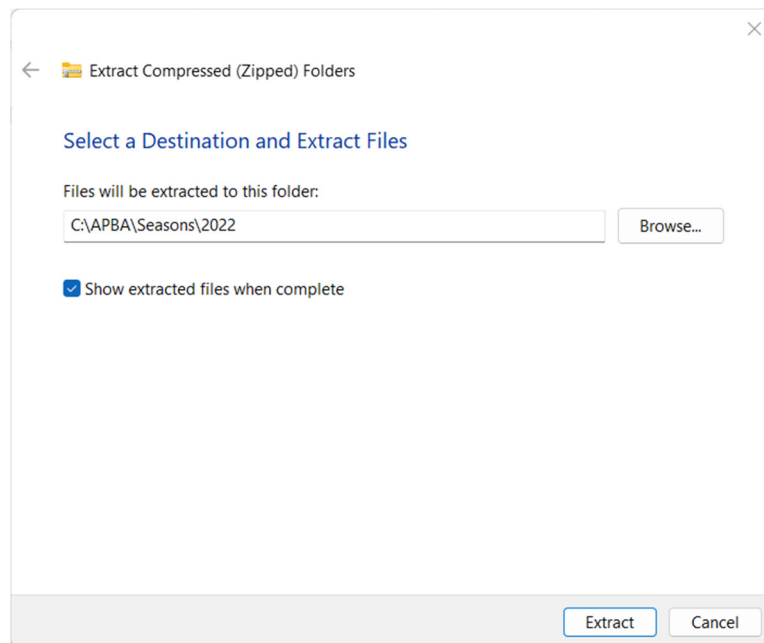 Extract Compressed (Zipped) Folders
Select a Destination and Extract Files
Files will be extracted to this folder:
C:\APBA\Seasons\2022
Browse...
Show extracted files when complete
Extract
Cancel